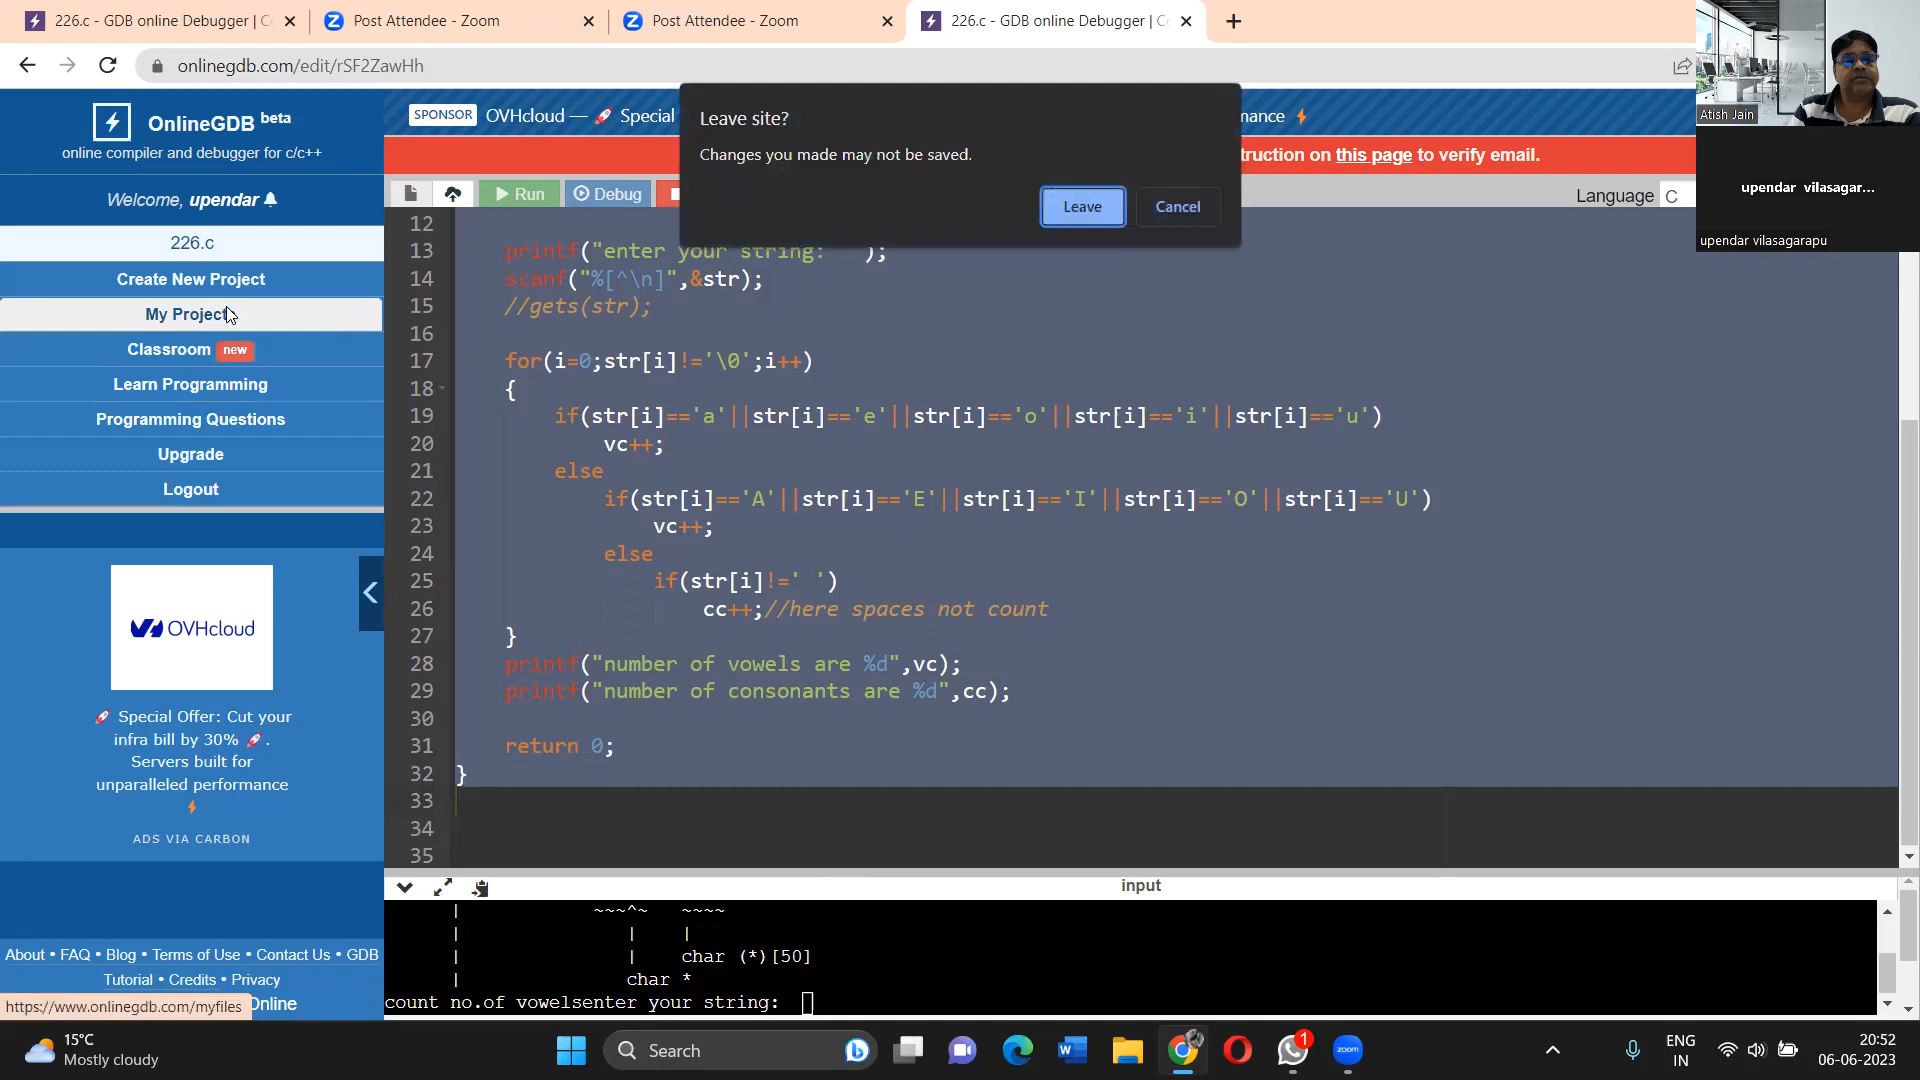 226.c - GDB online Debugger | C
Post Attendee - Zoom
Post Attendee - Zoom
226.c - GDB online Debugger | C
onlinegdb.com/edit/rSF2ZawHh
OnlineGDB beta
online compiler and debugger for c/c++
Welcome, upendar
226.c
Create New Project
My Project
Classroom new
Learn Programming
Programming Questions
Upgrade
Logout
OVHcloud
Special Offer: Cut your
infra bill by 30%
Servers built for
unparalleled performance
ADS VIA CARBON
About • FAQ • Blog • Terms of Use • Contact Us • GDB
Tutorial • Credits • Privacy
Online
https://www.onlinegdb.com/myfiles
SPONSOR OVHcloud — Special
mance
truction on this page to verify email.
Leave site?
Changes you made may not be saved.
Leave
Cancel
Run
Debug
Language C
12
13 printf("enter your string:  ");
14 scanf("%[^\n]",&str);
15 //gets(str);
16
17 for(i=0;str[i]!='\0';i++)
18 {
19 if(str[i]=='a'||str[i]=='e'||str[i]=='o'||str[i]=='i'||str[i]=='u')
20 vc++;
21 else
22 if(str[i]=='A'||str[i]=='E'||str[i]=='I'||str[i]=='O'||str[i]=='U')
23 vc++;
24 else
25 if(str[i]!=' ')
26 cc++;//here spaces not count
27 }
28 printf("number of vowels are %d",vc);
29 printf("number of consonants are %d",cc);
30
31 return 0;
32 }
33
34
35
input
| ~~~^~ ~~~~
| | |
| | char (*)[50]
| char *
count no.of vowelsenter your string:
Atish Jain
upendar vilasagar...
upendar vilasagarapu
15°C
Mostly cloudy
Search
zoom
1
ENG
IN
20:52
06-06-2023